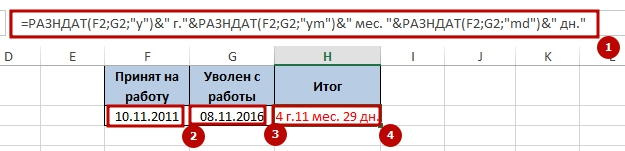 =РАЗНДАТ(F2;G2;"y")&" г."&РАЗНДАТ(F2;G2;"ym")&" мес. "&РАЗНДАТ(F2;G2;"md")&" дн."
1
D E F G H I J K
Принят на работу Уволен с работы Итог
10.11.2011 08.11.2016 4 г.11 мес. 29 дн.
2 3 4